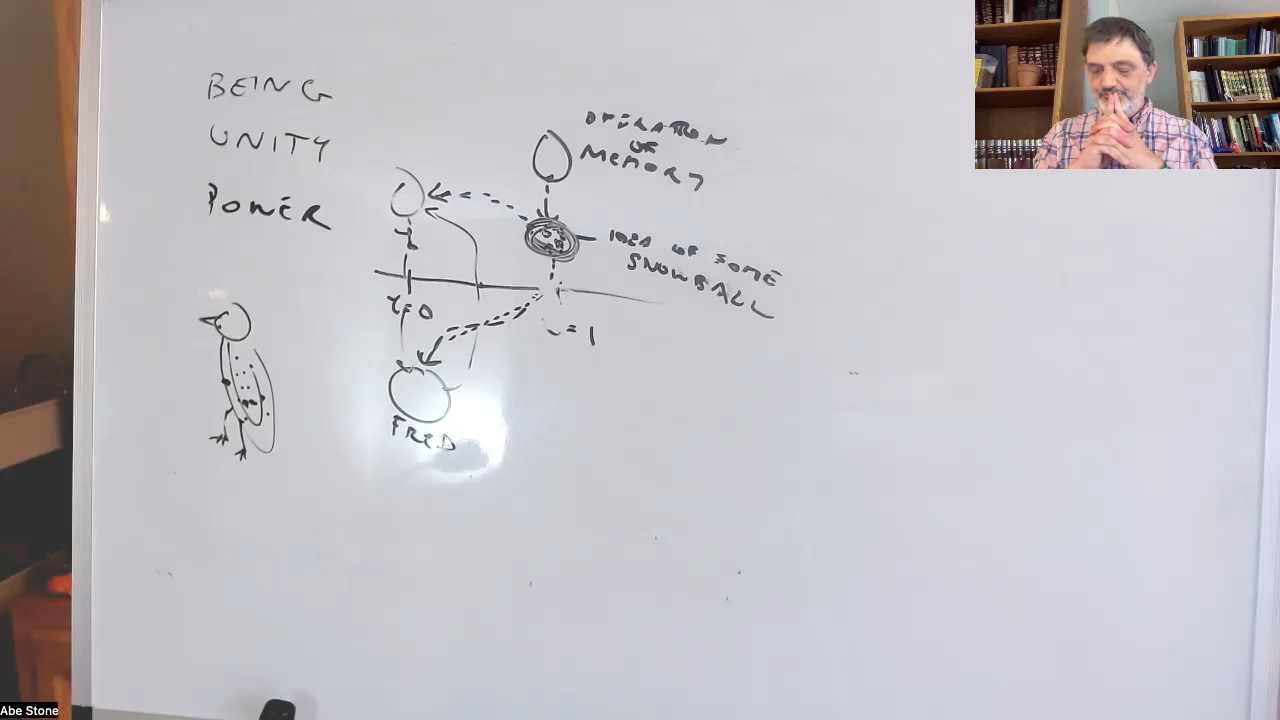 BEING
UNITY
POWER
OPERATION
OF
MEMORY
IDEA OF SOME
SNOWBALL
T=0
= 1
FRED
Abe Stone